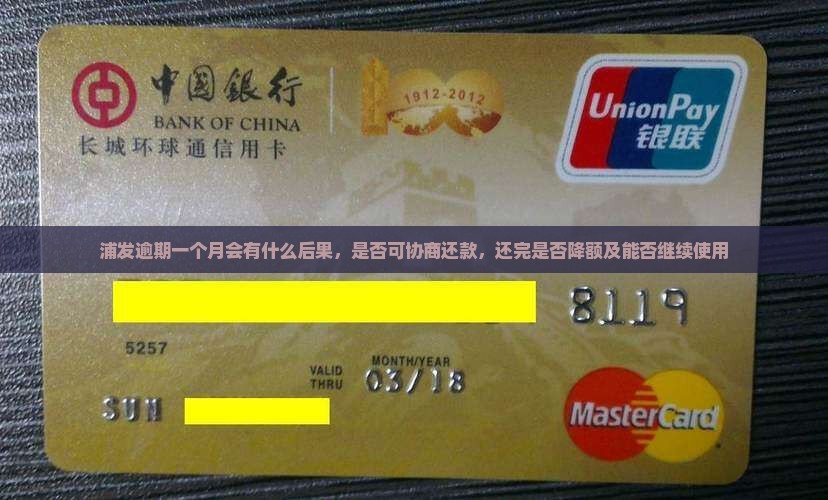 中國銀行
BANK OF CHINA
长城环球通信用卡
1912-2012
UnionPay
银联
浦发逾期一个月会有什么后果，是否可协商还款，还完是否降额及能否继续使用
8119
5257
VALID THRU
MONTH/YEAR
03/18
SUN
MasterCard